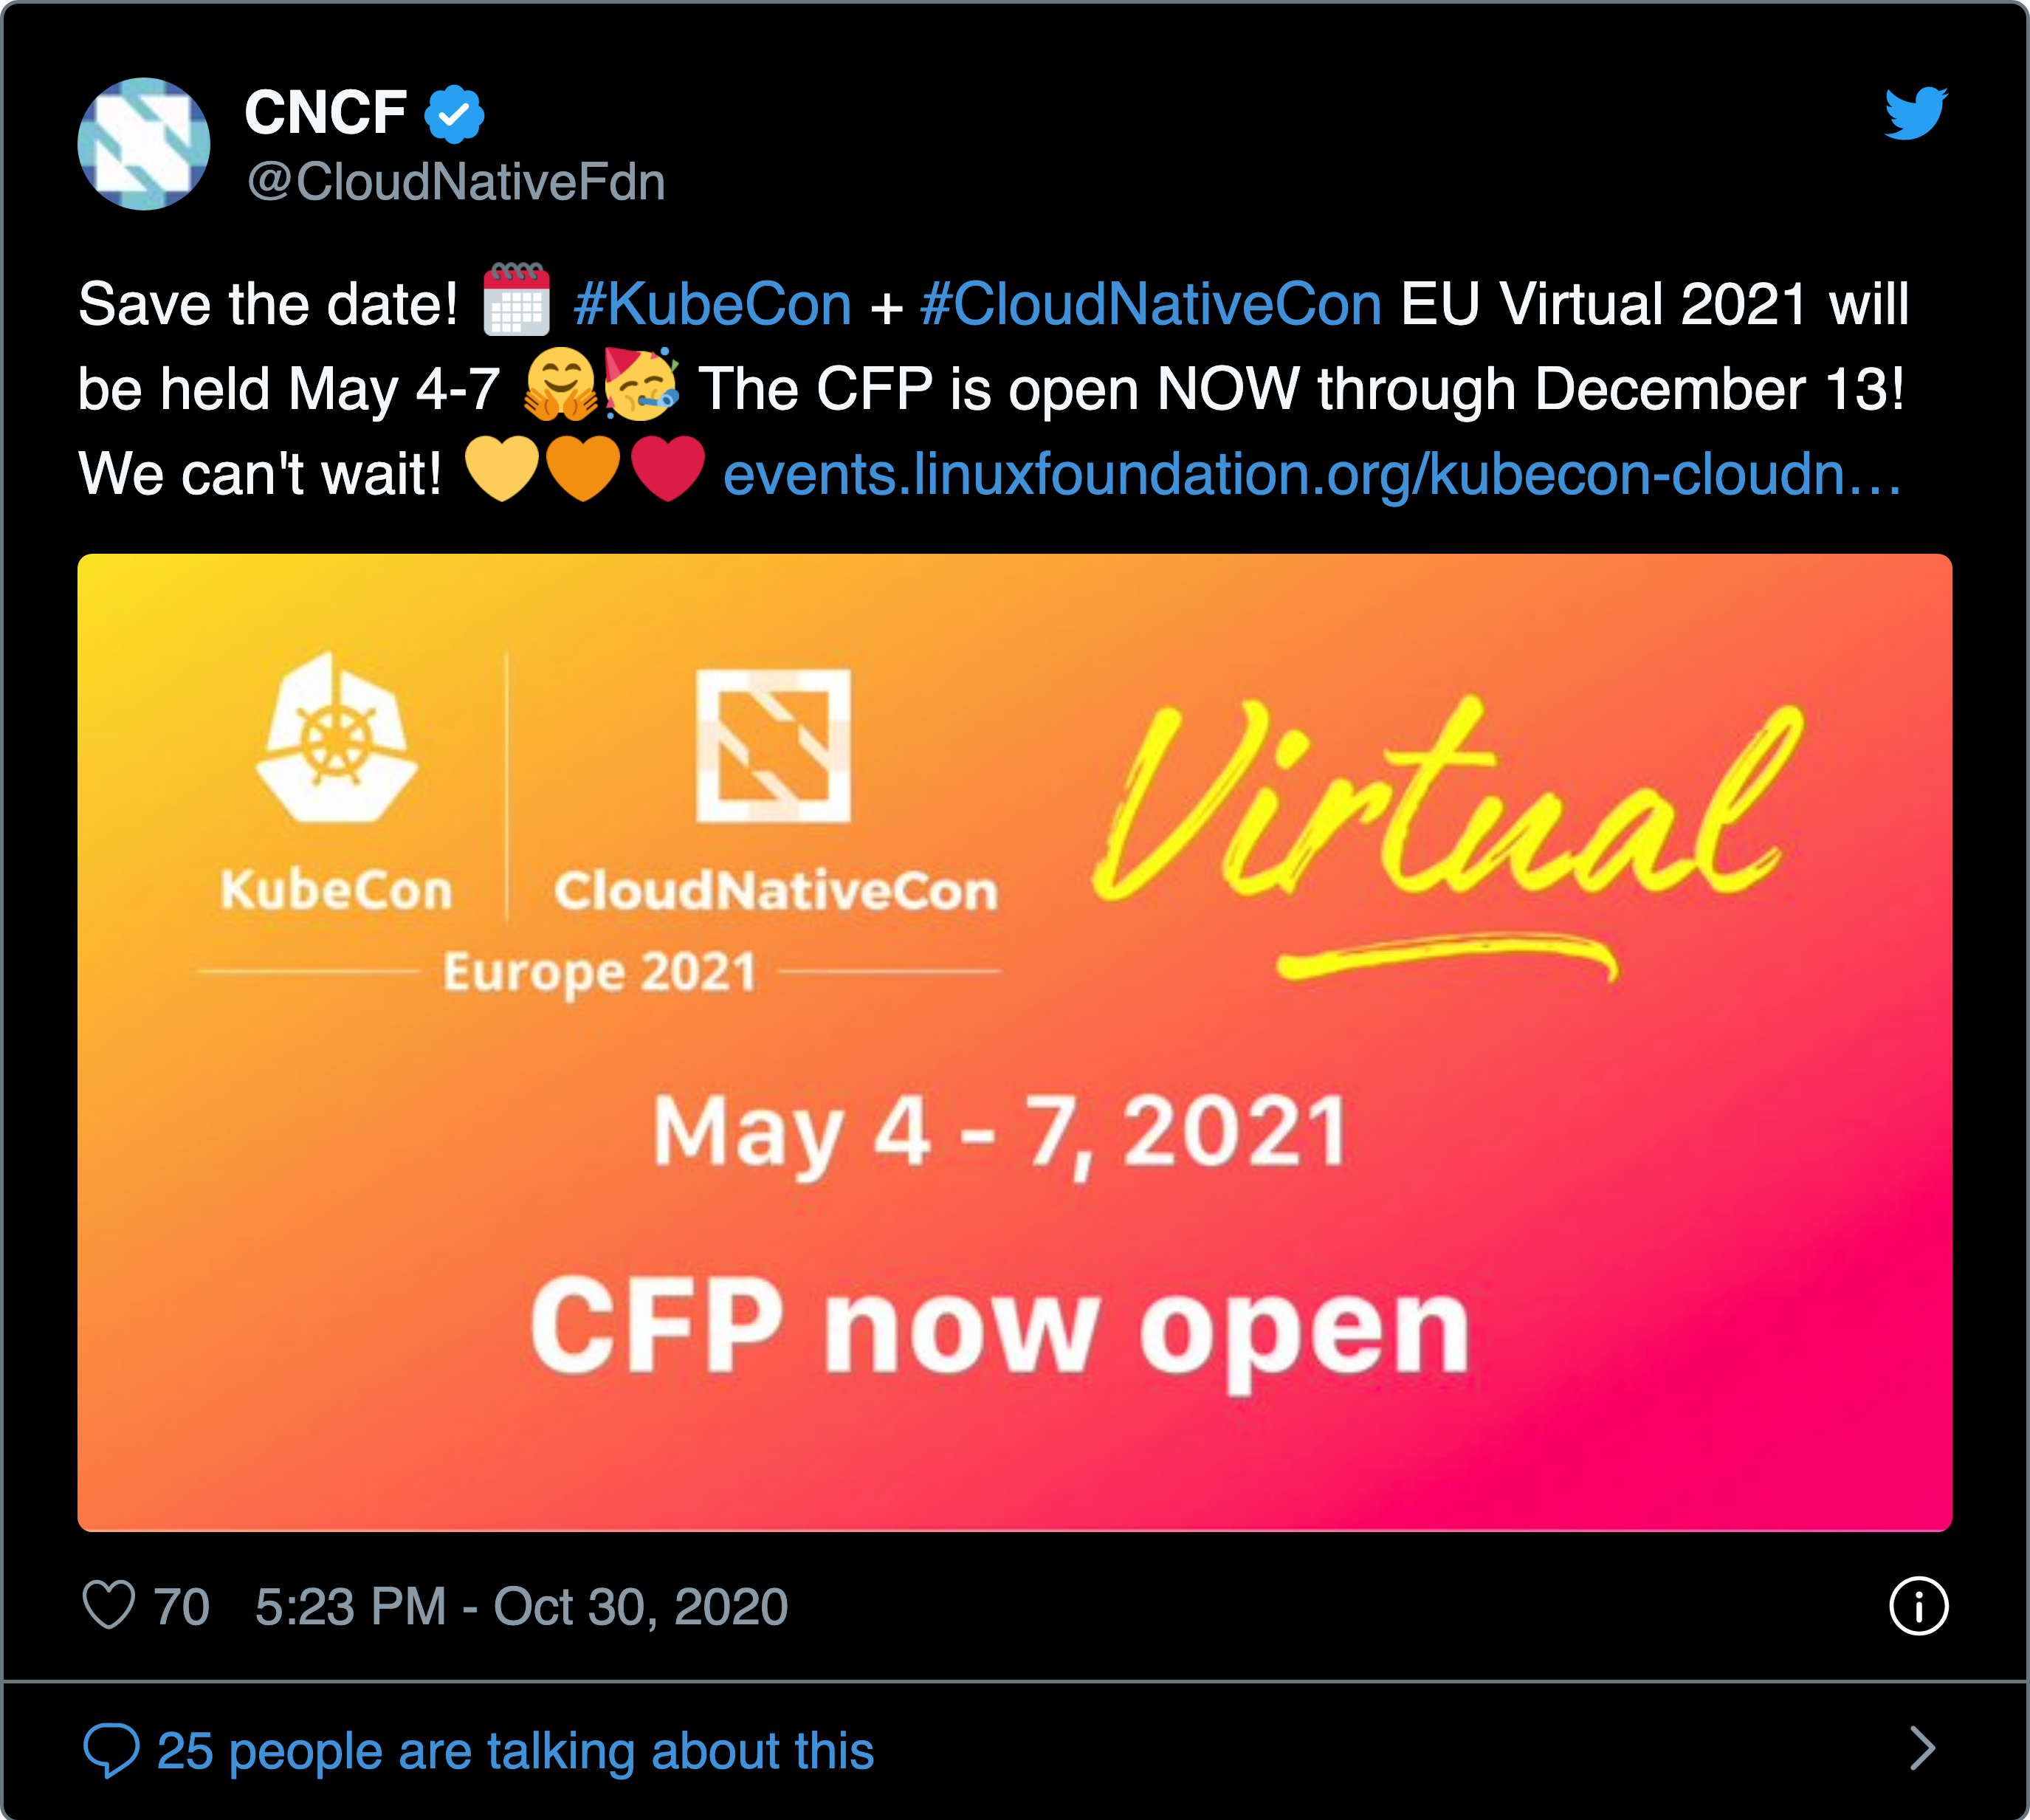 CNCF
@CloudNativeFdn
Save the date! 🗓 #KubeCon + #CloudNativeCon EU Virtual 2021 will
be held May 4-7 🤗🥳 The CFP is open NOW through December 13!
We can't wait! 💛🧡❤️ events.linuxfoundation.org/kubecon-cloudn…
KubeCon
CloudNativeCon
Europe 2021
Virtual
May 4 - 7, 2021
CFP now open
70 5:23 PM - Oct 30, 2020
25 people are talking about this